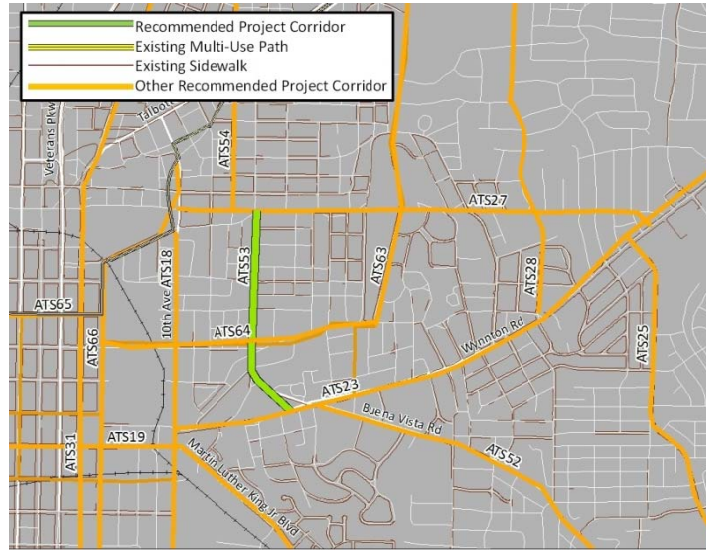 Recommended Project Corridor
Existing Multi-Use Path
Existing Sidewalk
Other Recommended Project Corridor
Veterans Pkwy
Talbott
ATS54
ATS27
ATS53
ATS63
ATS18
10th Ave
ATS28
ATS65
ATS66
ATS64
Wynnton Rd
ATS25
ATS23
Buena Vista Rd
ATS31
ATS19
Martin Luther King Jr Blvd
ATS52